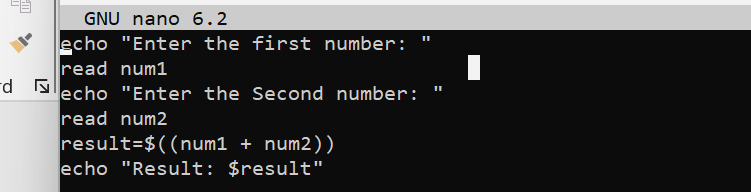 GNU nano 6.2
echo "Enter the first number: "
read num1
echo "Enter the Second number: "
rd
read num2
result=$((num1 + num2))
echo "Result: $result"